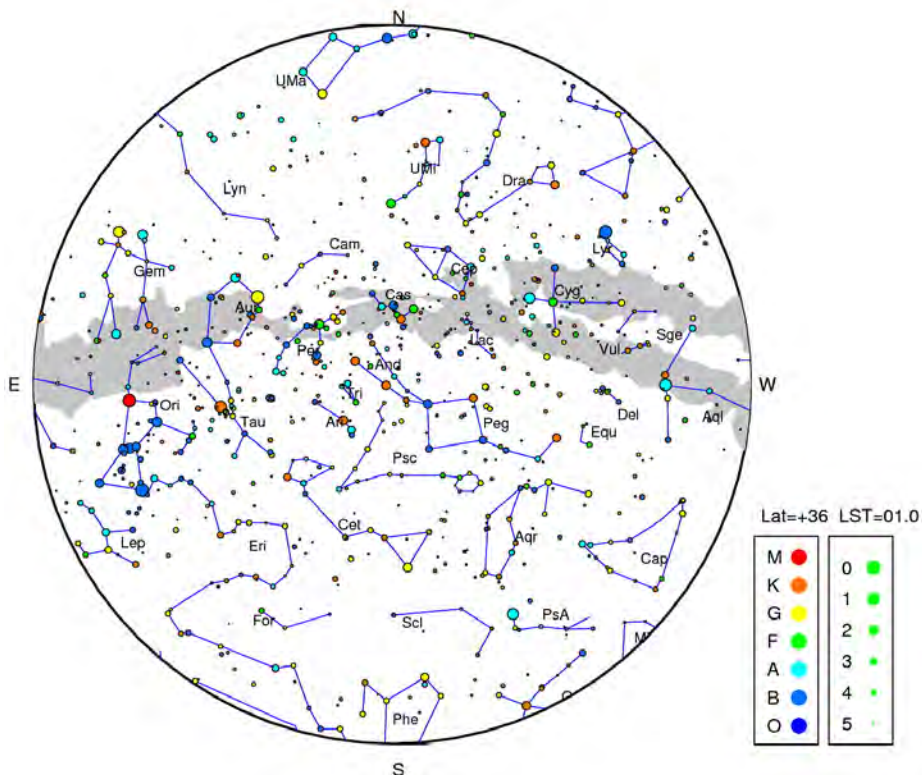 N
UMa
UMi
Dra
Lyn
Lyr
Cam
Gem
Cep
Cyg
Cas
Au
Sge
Per
Lac
Vul
And
E
W
Tri
Ori
Del
Aql
Ari
Tau
Peg
Equ
Psc
Lat=+36 LST=01.0
Cet
Aqr
Lep
Eri
Cap
M
0
K
1
For
Scl
PsA
G
2
F
3
A
4
Phe
B
5
O
S